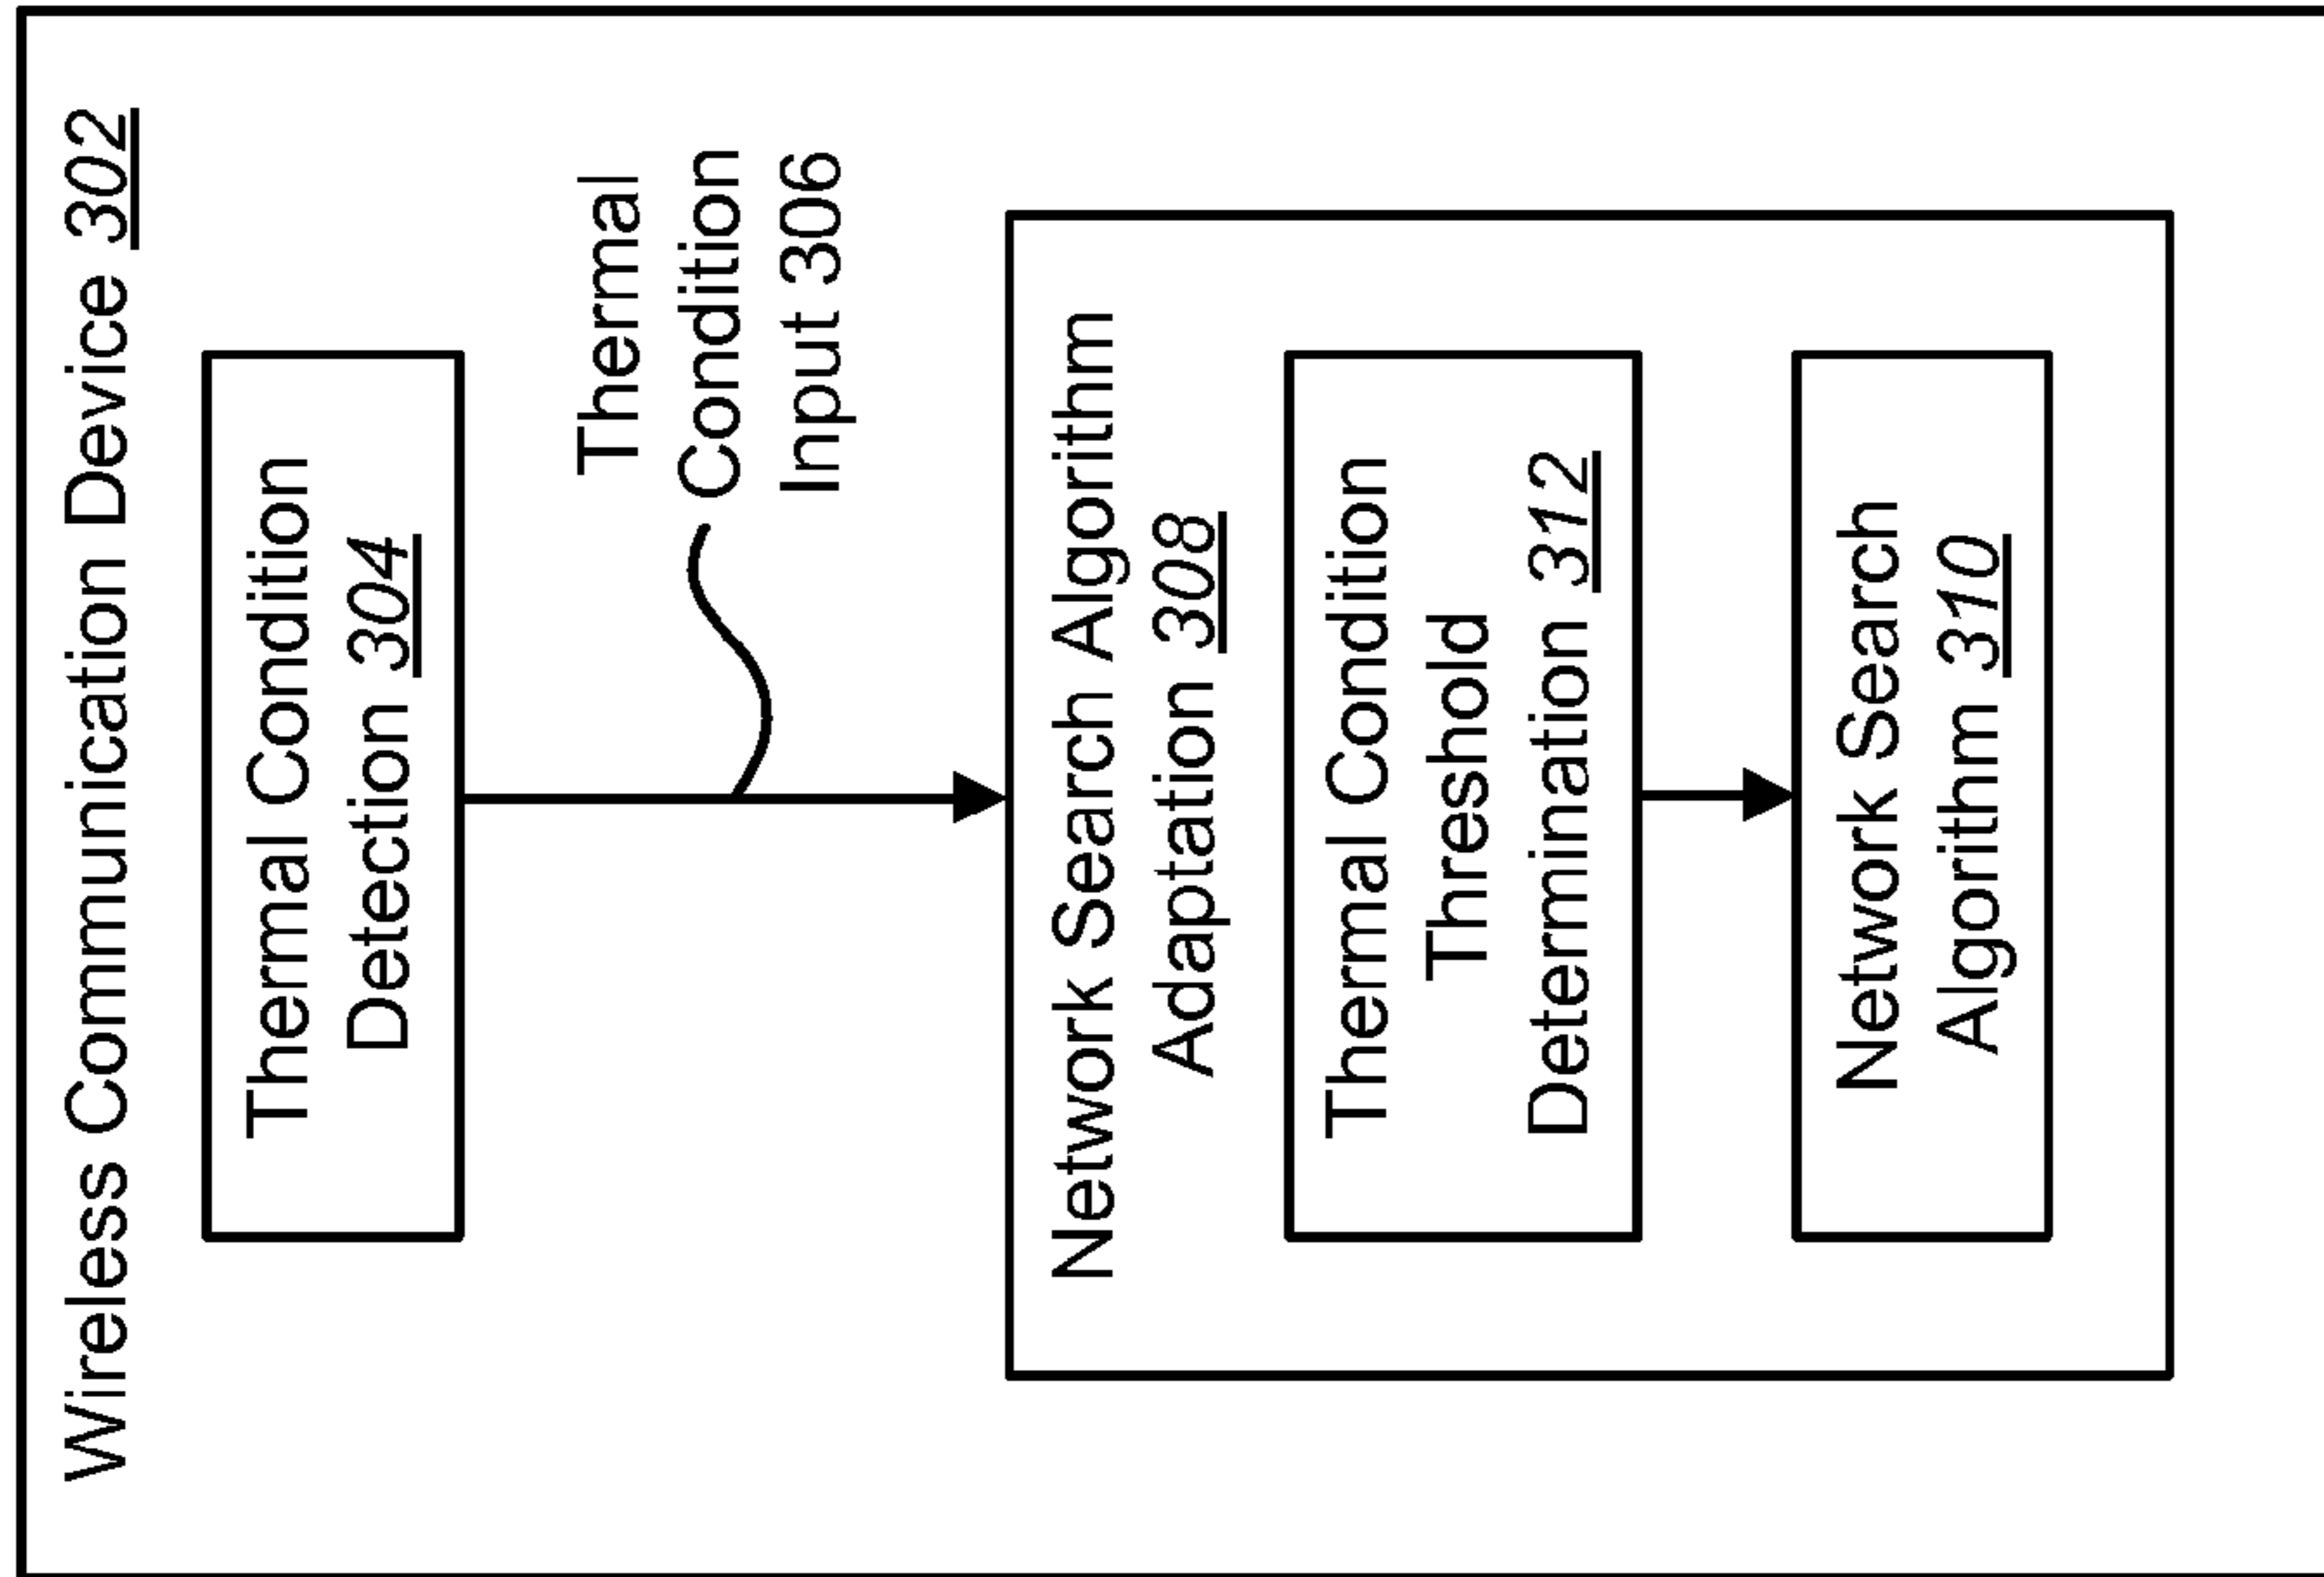 Wireless Communication Device 302
Thermal Condition
Detection 304
Thermal
Condition
Input 306
Network Search Algorithm
Adaptation 308
Thermal Condition
Threshold
Determination 312
Network Search
Algorithm 310